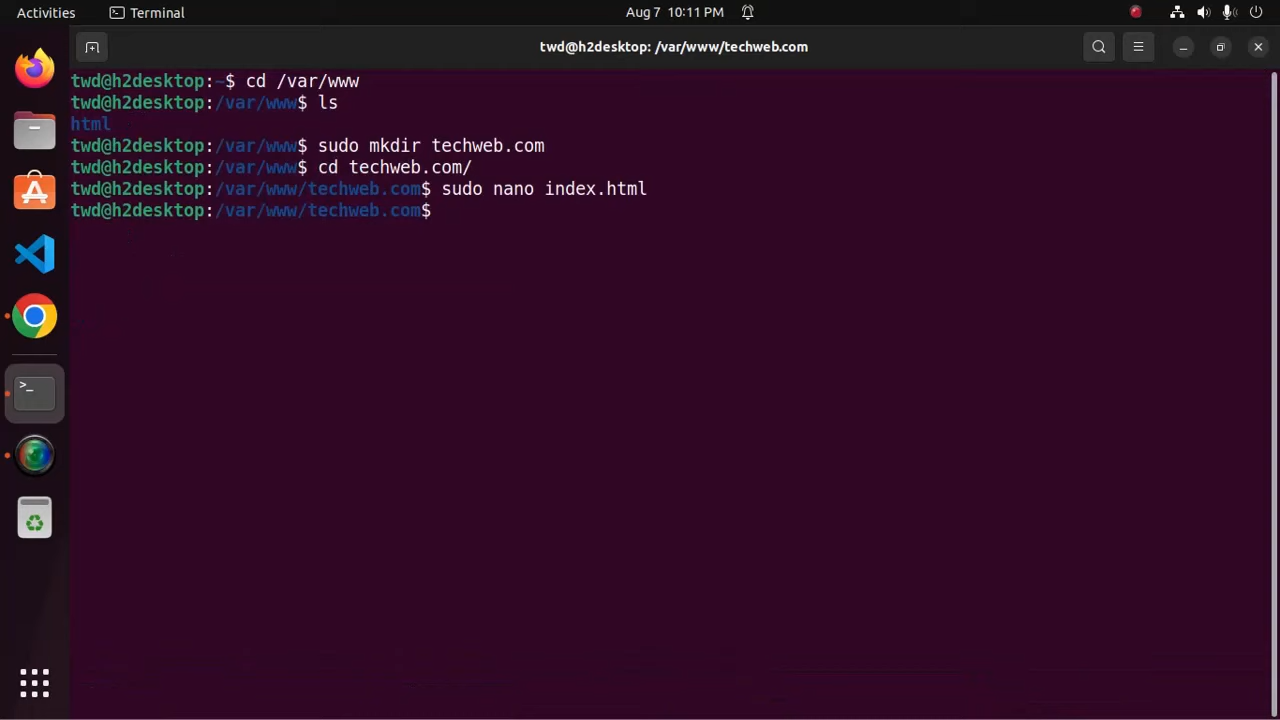 Activities Terminal Aug 7 10:11 PM
twd@h2desktop: /var/www/techweb.com
twd@h2desktop:~$ cd /var/www
twd@h2desktop:/var/www$ ls
html
twd@h2desktop:/var/www$ sudo mkdir techweb.com
twd@h2desktop:/var/www$ cd techweb.com/
twd@h2desktop:/var/www/techweb.com$ sudo nano index.html
twd@h2desktop:/var/www/techweb.com$